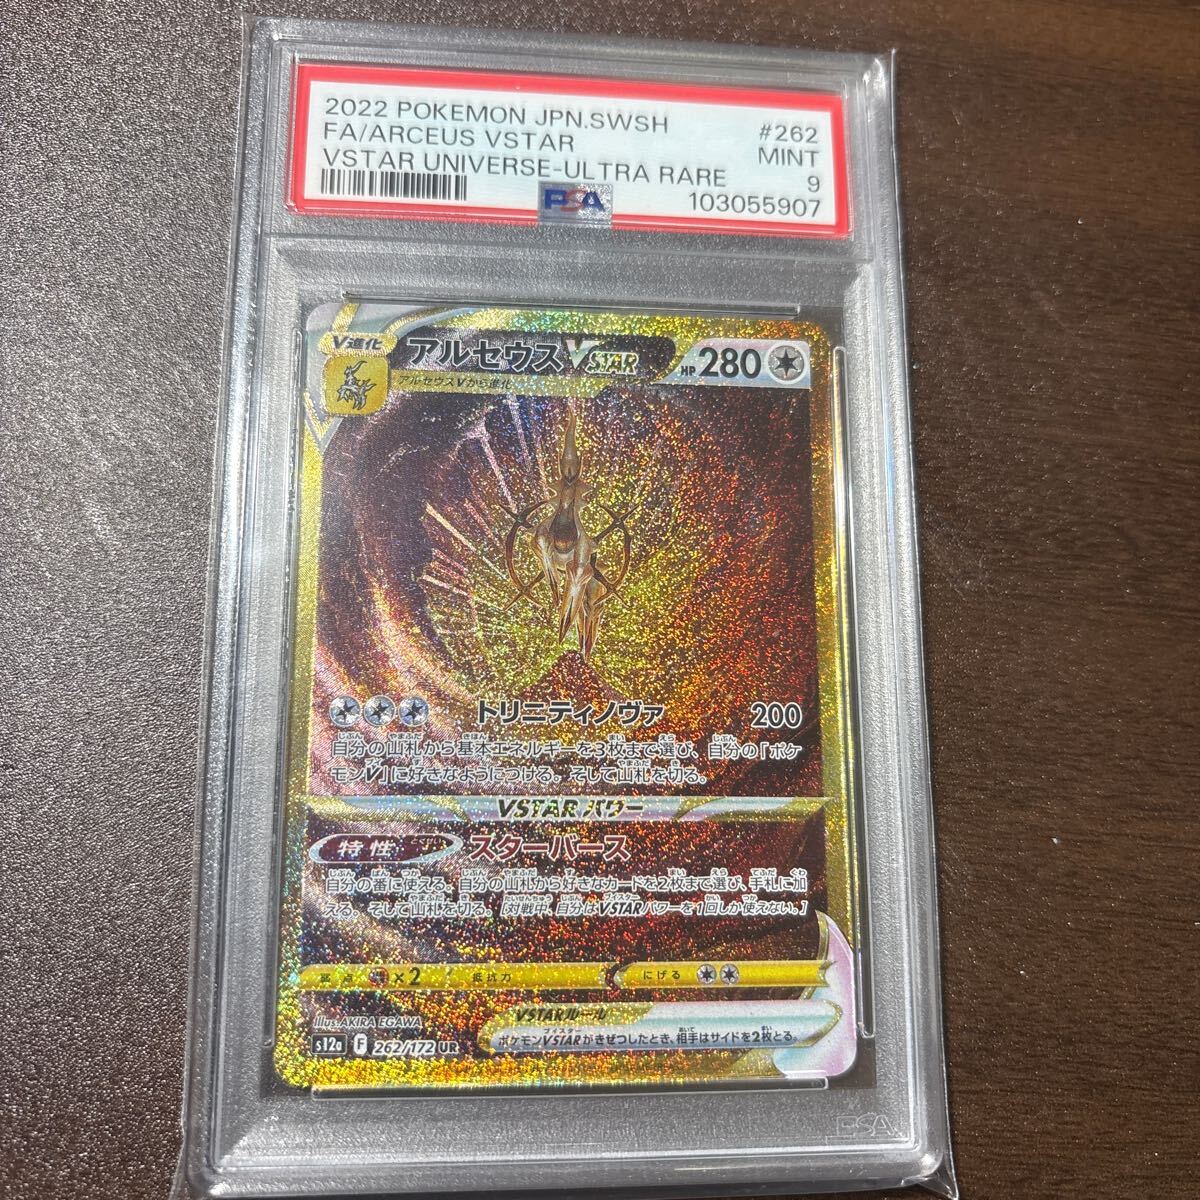 2022 POKEMON JPN.SWSH #262
FA/ARCEUS VSTAR MINT
VSTAR UNIVERSE-ULTRA RARE 9
PSA 103055907
V進化 アルセウスVSTAR HP 280
アルセウスVから進化
トリニティノヴァ 200
自分の山札から基本エネルギーを3枚まで選び、自分の「ポケ
モンV」に好きなようにつける。そして山札を切る。
VSTARパワー
特性 スターバース
自分の番に使える。自分の山札から好きなカードを2枚まで選び、手札に加
える。そして山札を切る。[対戦中、自分はVSTARパワーを1回しか使えない。]
弱点 ×2 抵抗力 にげる
Illus.AKIRA EGAWA
VSTARルール
ポケモンVSTARがきぜつしたとき、相手はサイドを2枚とる。
s12a F 262/172 UR
PSA